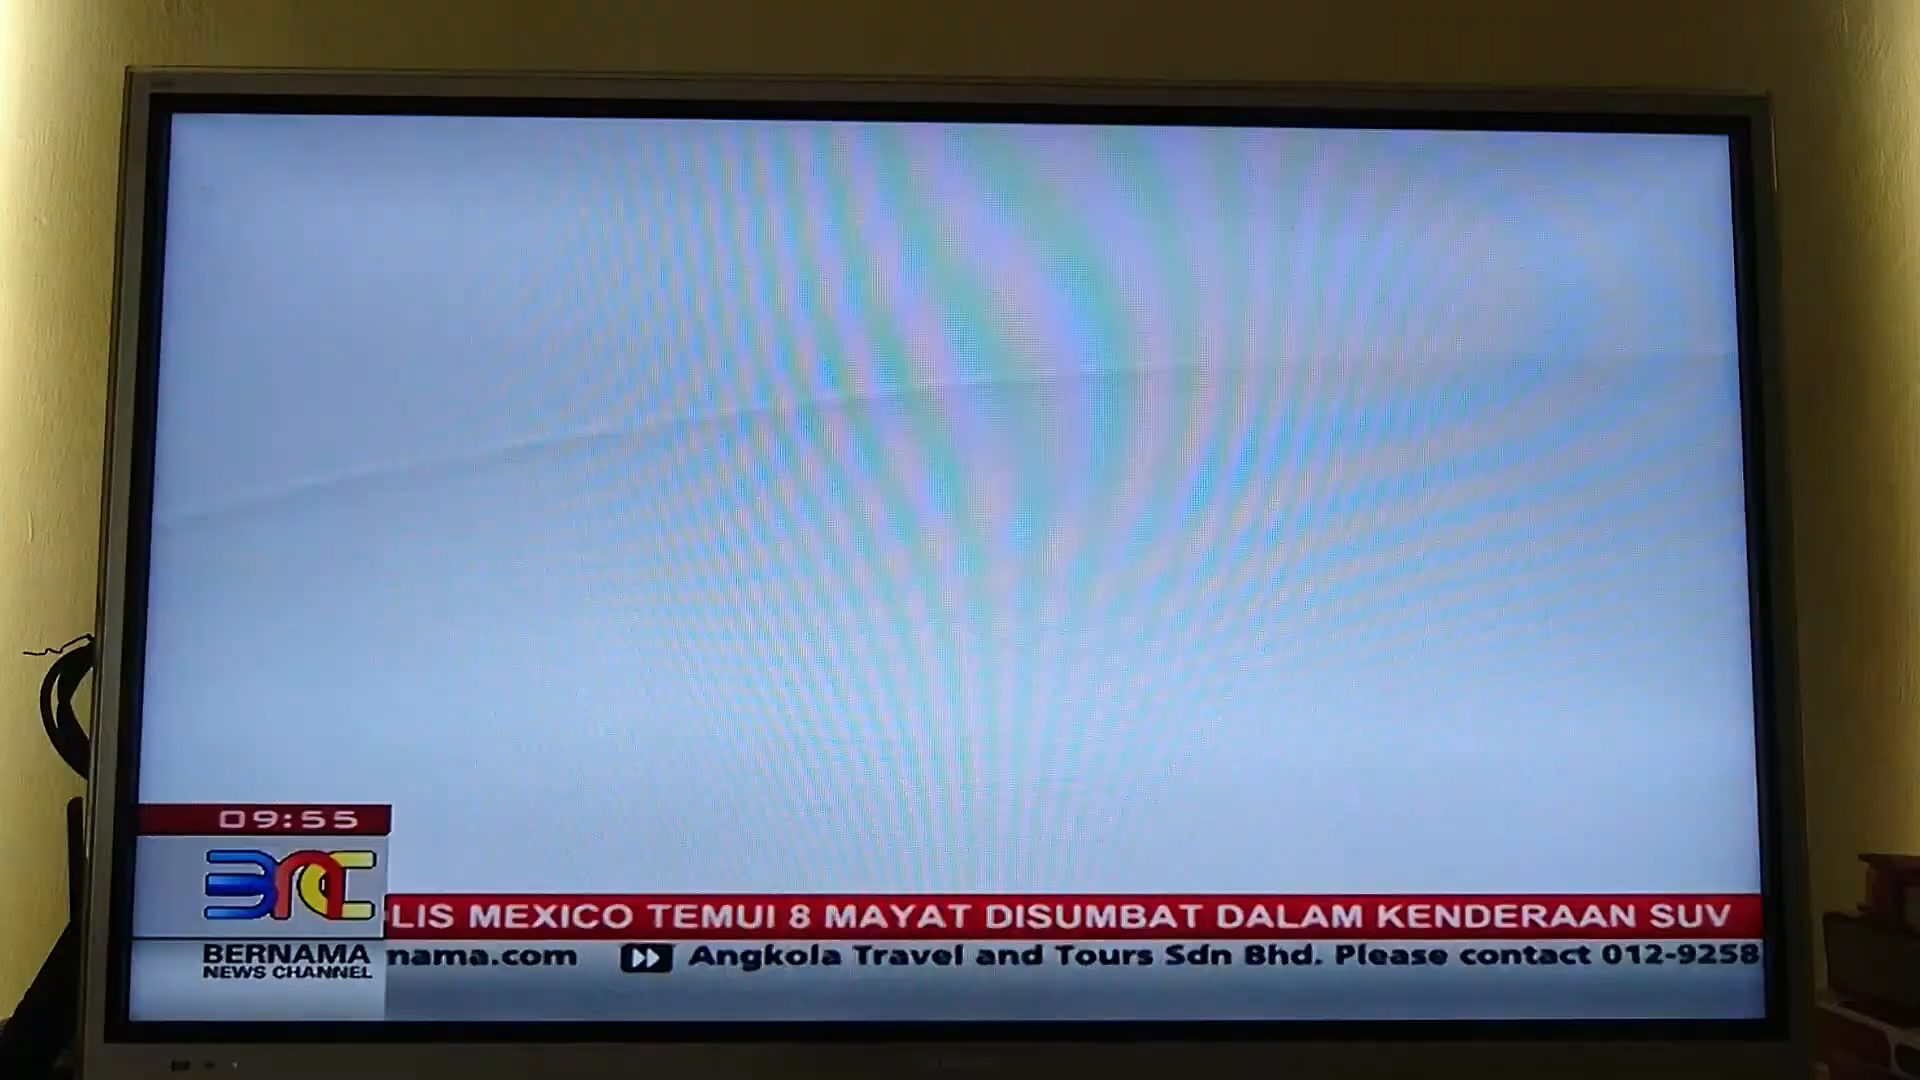 09:55
BNC
LIS MEXICO TEMUI 8 MAYAT DISUMBAT DALAM KENDERAAN SUV
BERNAMA
NEWS CHANNEL
nama.com Angkola Travel and Tours Sdn Bhd. Please contact 012-9258